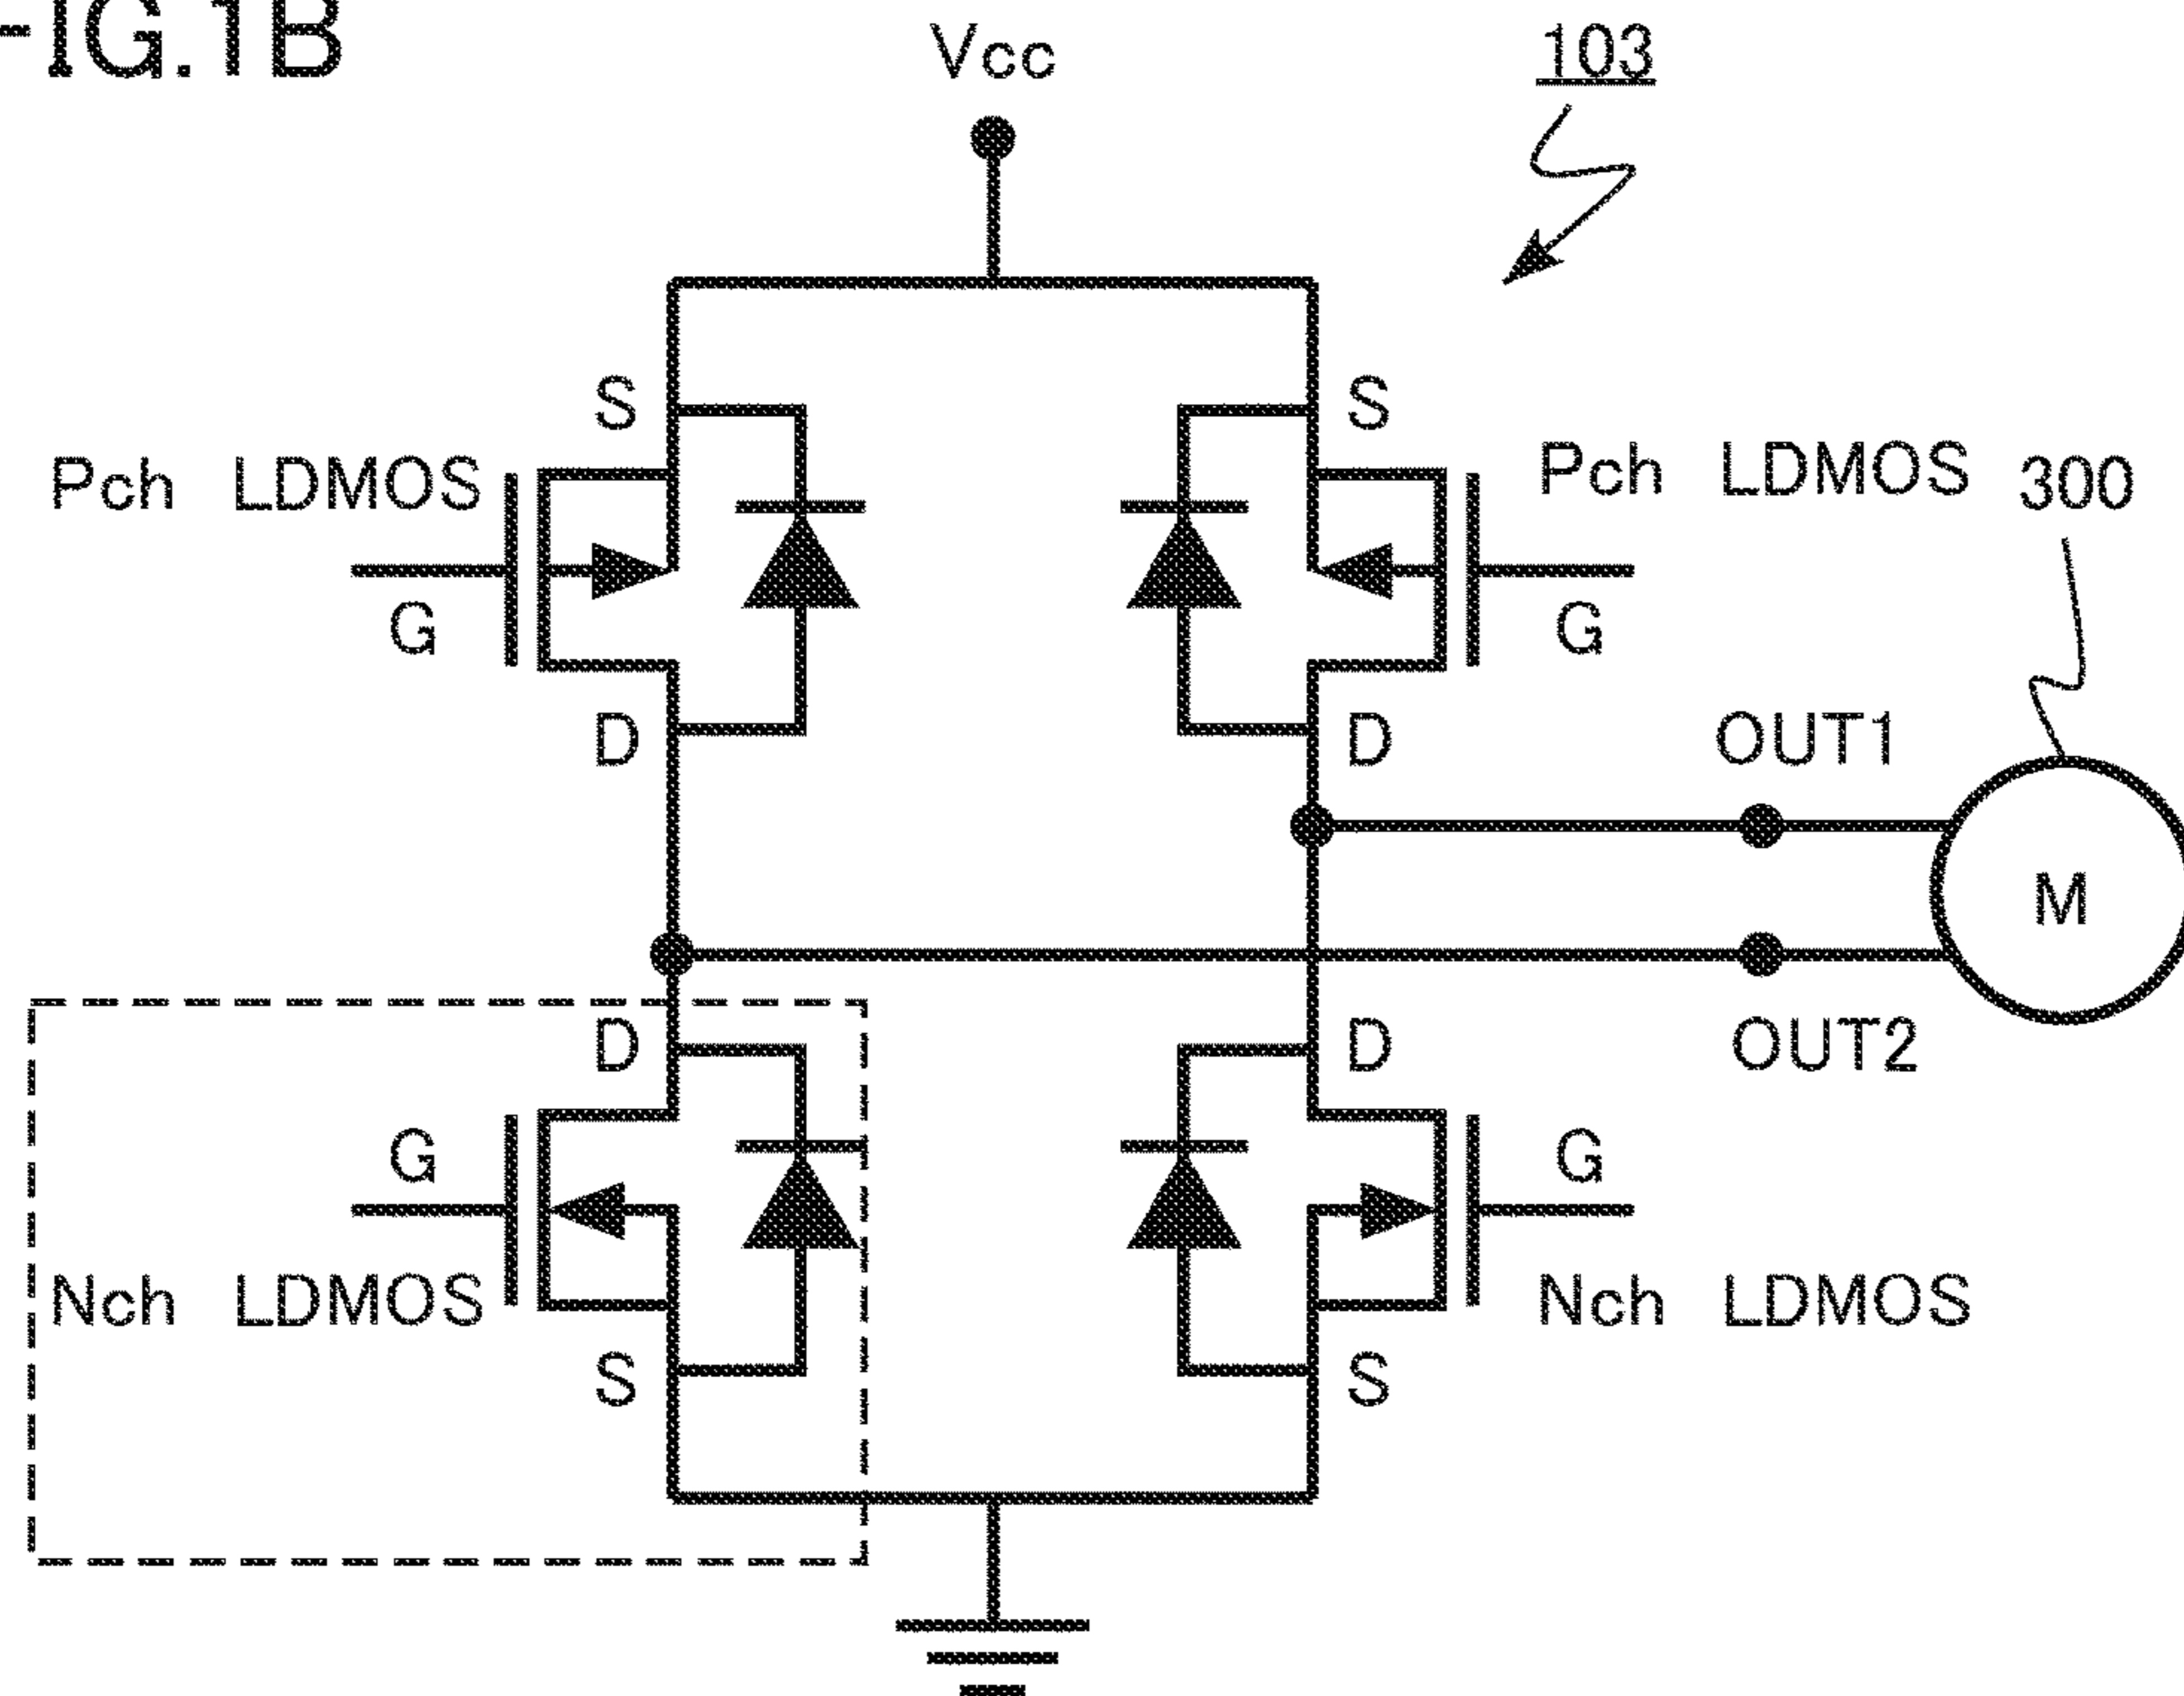 FIG.1B
Vcc
103
S
S
Pch LDMOS
Pch LDMOS
300
G
G
D
D
OUT1
M
OUT2
D
D
G
G
Nch LDMOS
Nch LDMOS
S
S